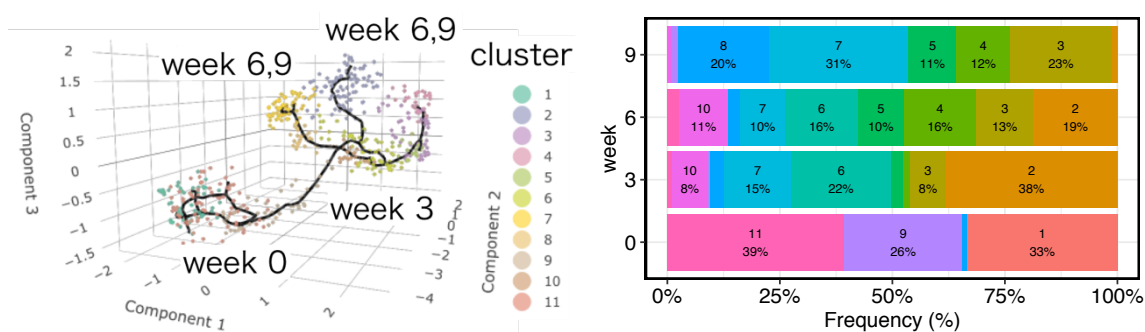 week 6,9
week 6,9
week 3
week 0
2
1.5
1
0.5
0
−0.5
−1
−1.5
Component 3
−2
−1
0
1
2
Component 1
2
1
0
−1
−2
−3
−4
Component 2
cluster
1
2
3
4
5
6
7
8
9
10
11
week
9
8 7 5 4 3
20% 31% 11% 12% 23%
6
10 7 6 5 4 3 2
11% 10% 16% 10% 16% 13% 19%
3
10 7 6 3 2
8% 15% 22% 8% 38%
0
11 9 1
39% 26% 33%
0% 25% 50% 75% 100%
Frequency (%)